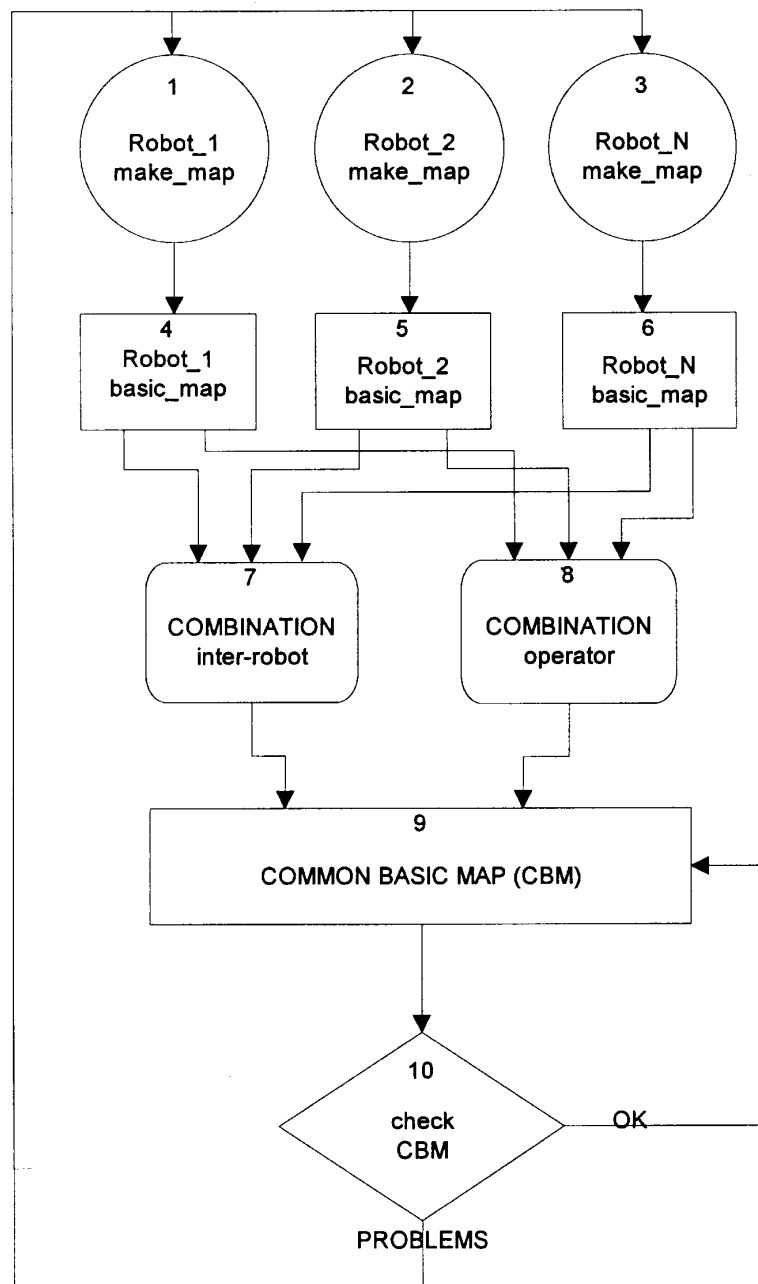 1
Robot_1
make_map
2
Robot_2
make_map
3
Robot_N
make_map
4
Robot_1
basic_map
5
Robot_2
basic_map
6
Robot_N
basic_map
7
COMBINATION
inter-robot
8
COMBINATION
operator
9
COMMON BASIC MAP (CBM)
10
check
CBM
OK
PROBLEMS